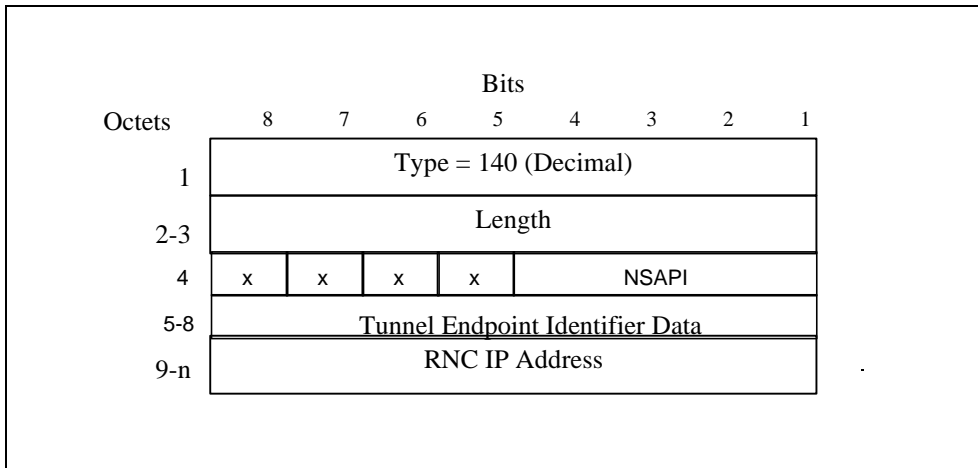 Bits
Octets 8 7 6 5 4 3 2 1
1 Type = 140 (Decimal)
2-3 Length
4 x x x x NSAPI
5-8 Tunnel Endpoint Identifier Data
9-n RNC IP Address .